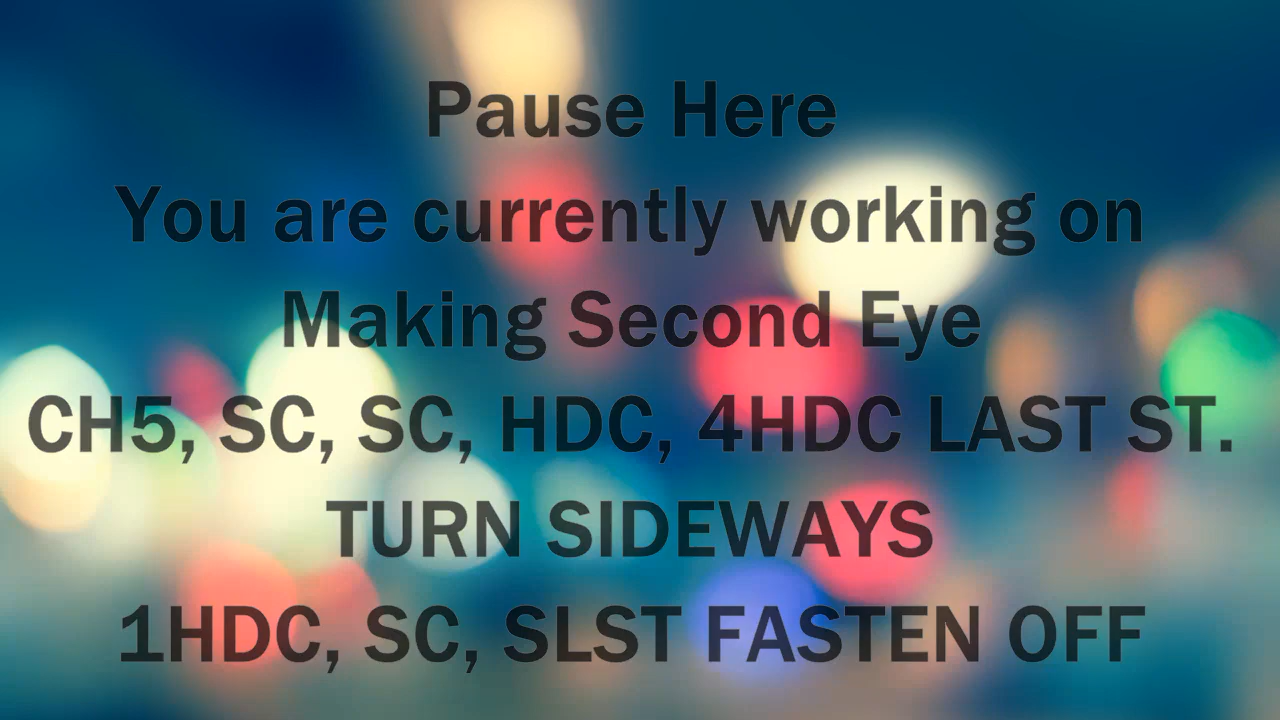 Pause Here
You are currently working on
Making Second Eye
CH5, SC, SC, HDC, 4HDC LAST ST.
TURN SIDEWAYS
1HDC, SC, SLST FASTEN OFF